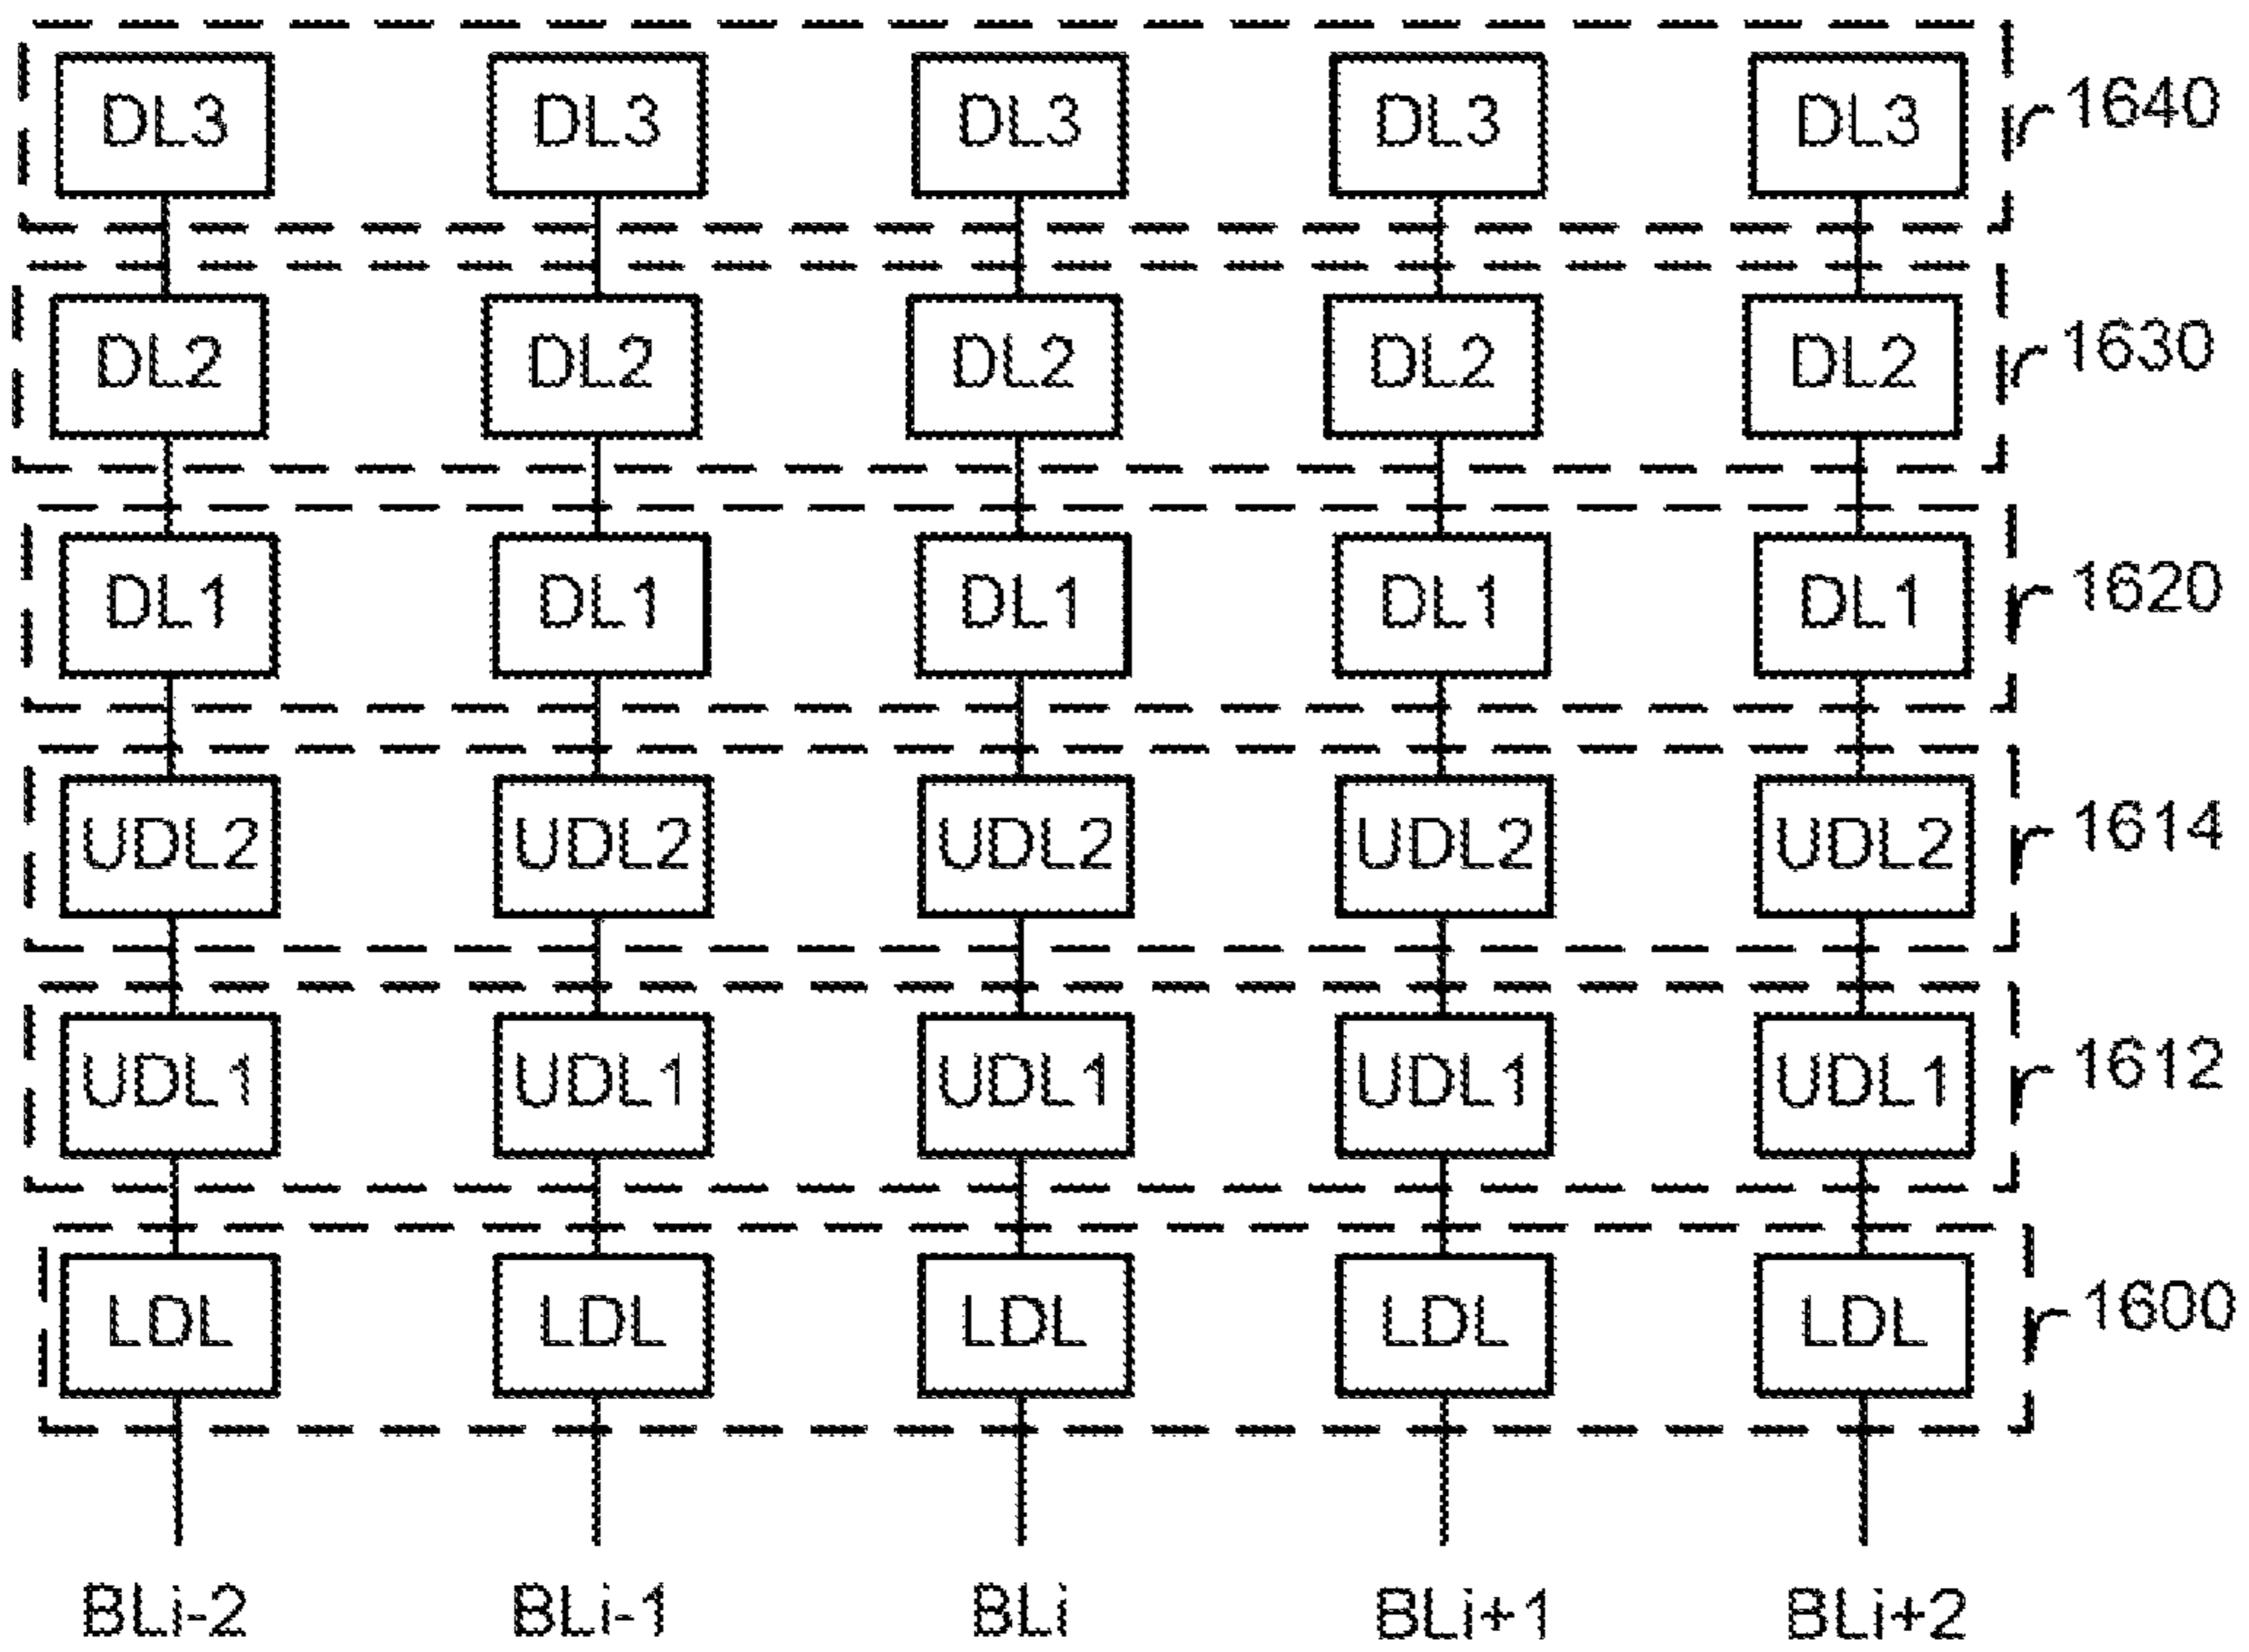 DL3 DL3 DL3 DL3 DL3 1640
DL2 DL2 DL2 DL2 DL2 1630
DL1 DL1 DL1 DL1 DL1 1620
UDL2 UDL2 UDL2 UDL2 UDL2 1614
UDL1 UDL1 UDL1 UDL1 UDL1 1612
LDL LDL LDL LDL LDL 1600
BLi-2 BLi-1 BLi BLi+1 BLi+2